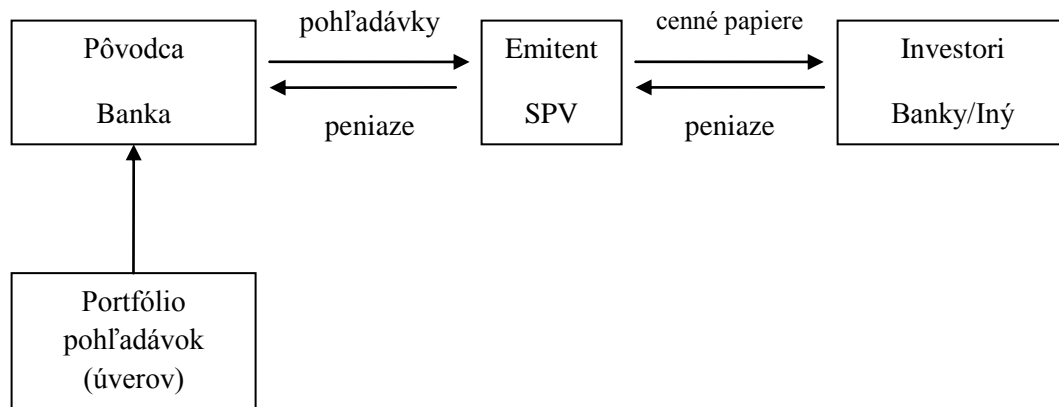 Pôvodca
Banka
pohľadávky
peniaze
Emitent
SPV
cenné papiere
peniaze
Investori
Banky/Iný
Portfólio
pohľadávok
(úverov)